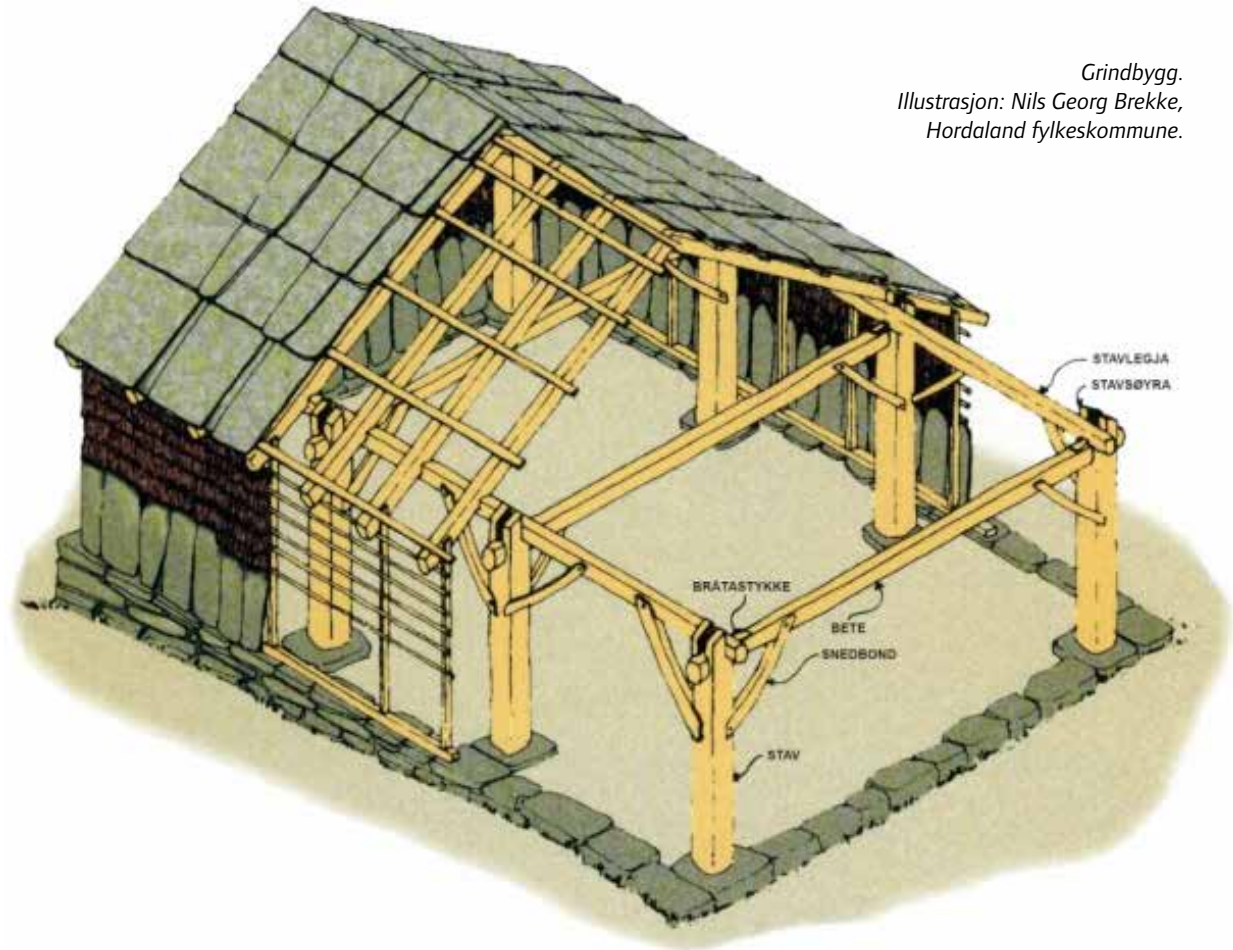 Grindbygg.
Illustrasjon: Nils Georg Brekke,
Hordaland fylkeskommune.
STAVLEGJA
STAVSØYRA
BRÅTASTYKKE
BETE
SNEDBOND
STAV